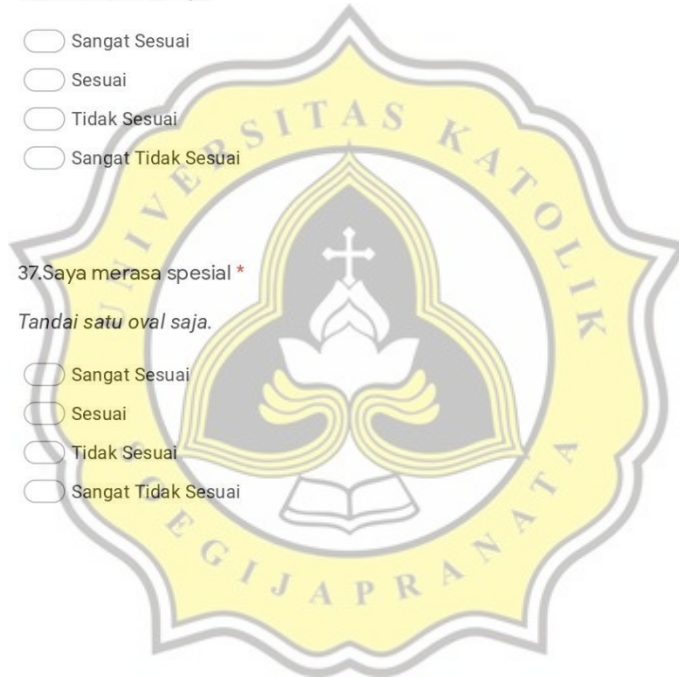 Sangat Sesuai
Sesuai
Tidak Sesuai
Sangat Tidak Sesuai
37.Saya merasa spesial *
Tandai satu oval saja.
Sangat Sesuai
Sesuai
Tidak Sesuai
Sangat Tidak Sesuai
UNIVERSITAS KATOLIK
SOEGIJAPRANATA